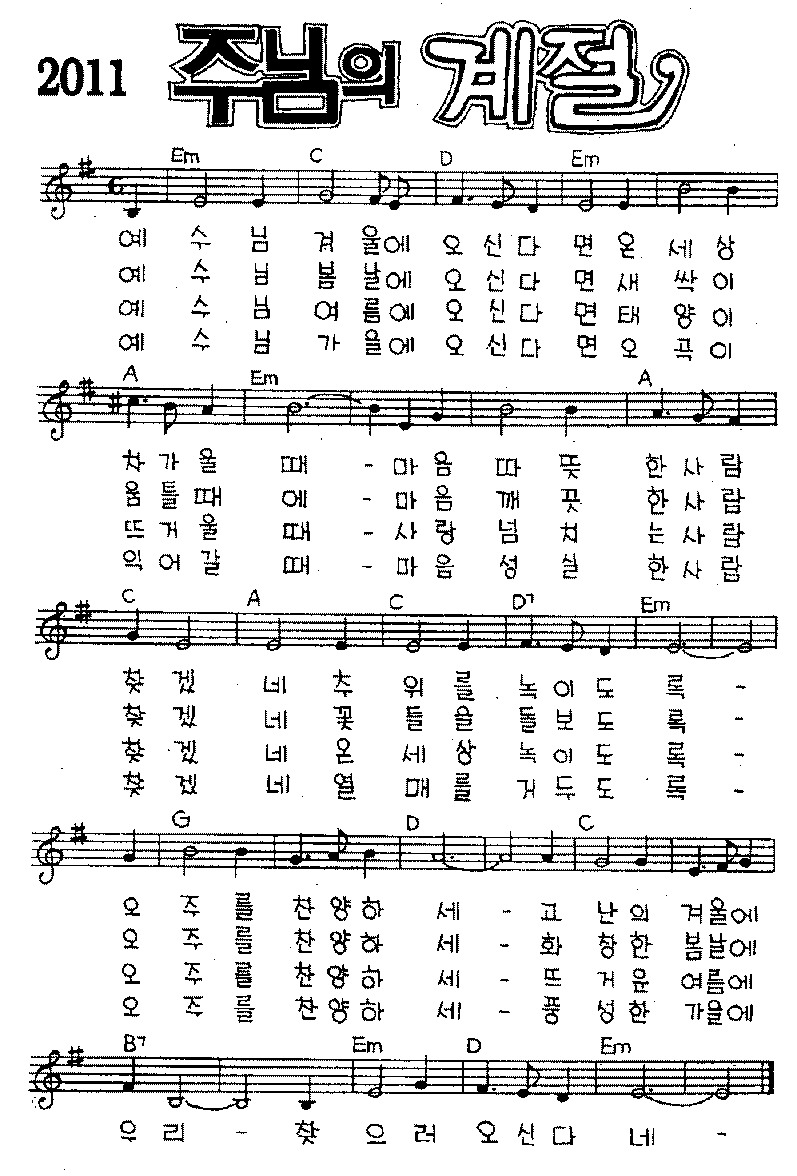 2011 주님의 계절
Em C D Em
예 수 님 겨 울에 오 신 다 면 온 세 상
예 수 님 봄 날에 오 신 다 면 새 싹 이
예 수 님 여 름에 오 신 다 면 태 양 이
예 수 님 가 을에 오 신 다 면 오 곡 이
A Em A
차 가 울 때 - 마 음 따 뜻 한 사 람
움 틀 때 에 - 마 음 깨 끗 한 사 람
뜨 거 울 때 - 사 랑 넘 치 는 사 람
익 어 갈 때 - 마 음 성 실 한 사 람
C A C D7 Em
찾 겠 네 추 위 를 녹 이 도 록 -
찾 겠 네 꽃 들 을 돌 보 도 록 -
찾 겠 네 온 세 상 녹 이 도 록 -
찾 겠 네 열 매 를 거 두 도 록 -
G D C
오 주 를 찬 양 하 세 - 고 난 의 겨 울 에
오 주 를 찬 양 하 세 - 화 창 한 봄 날 에
오 주 를 찬 양 하 세 - 뜨 거 운 여 름 에
오 주 를 찬 양 하 세 - 풍 성 한 가 을 에
B7 Em D Em
우 리 - 찾 으 러 오 신 다 네 -